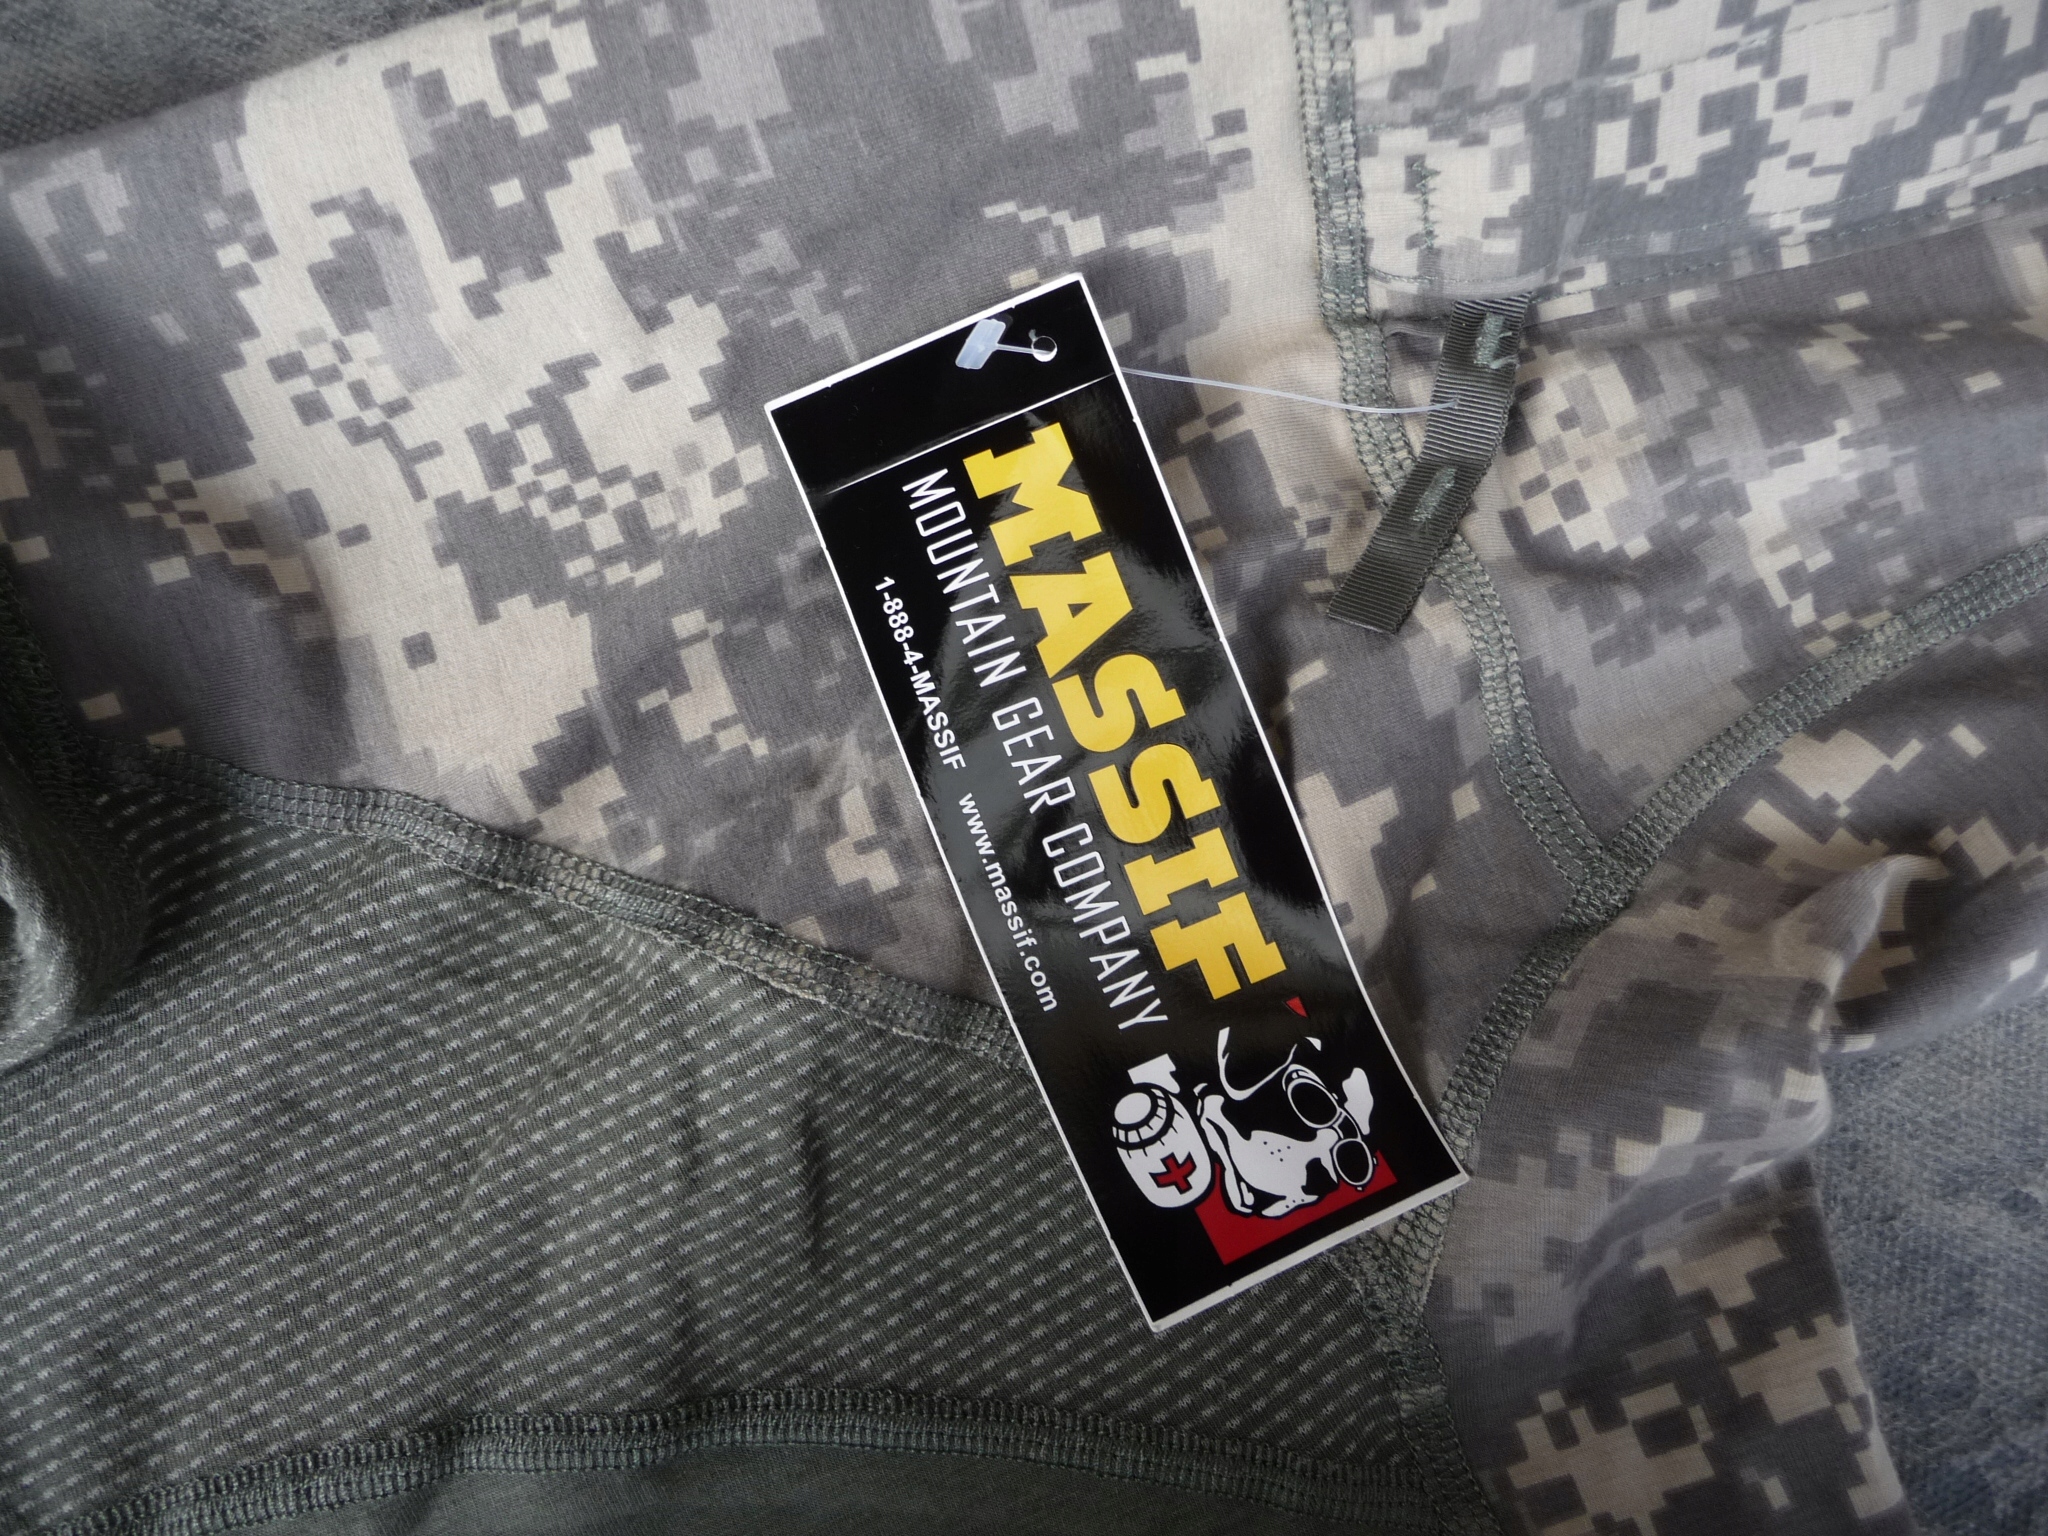 MASSIF
MOUNTAIN GEAR COMPANY
1-888-4-MASSIF www.massif.com